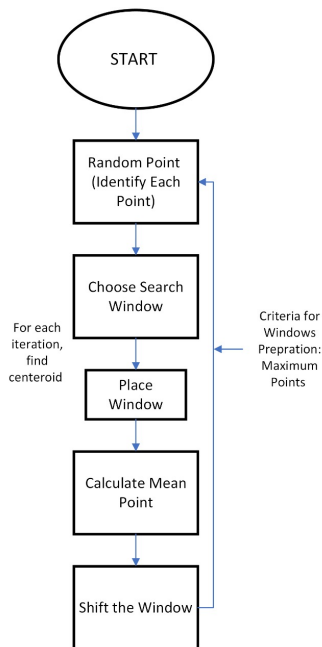 START
Random Point
(Identify Each
Point)
Choose Search
Window
For each
iteration,
find
centeroid
Criteria for
Windows
Prepration:
Maximum
Points
Place
Window
Calculate Mean
Point
Shift the Window